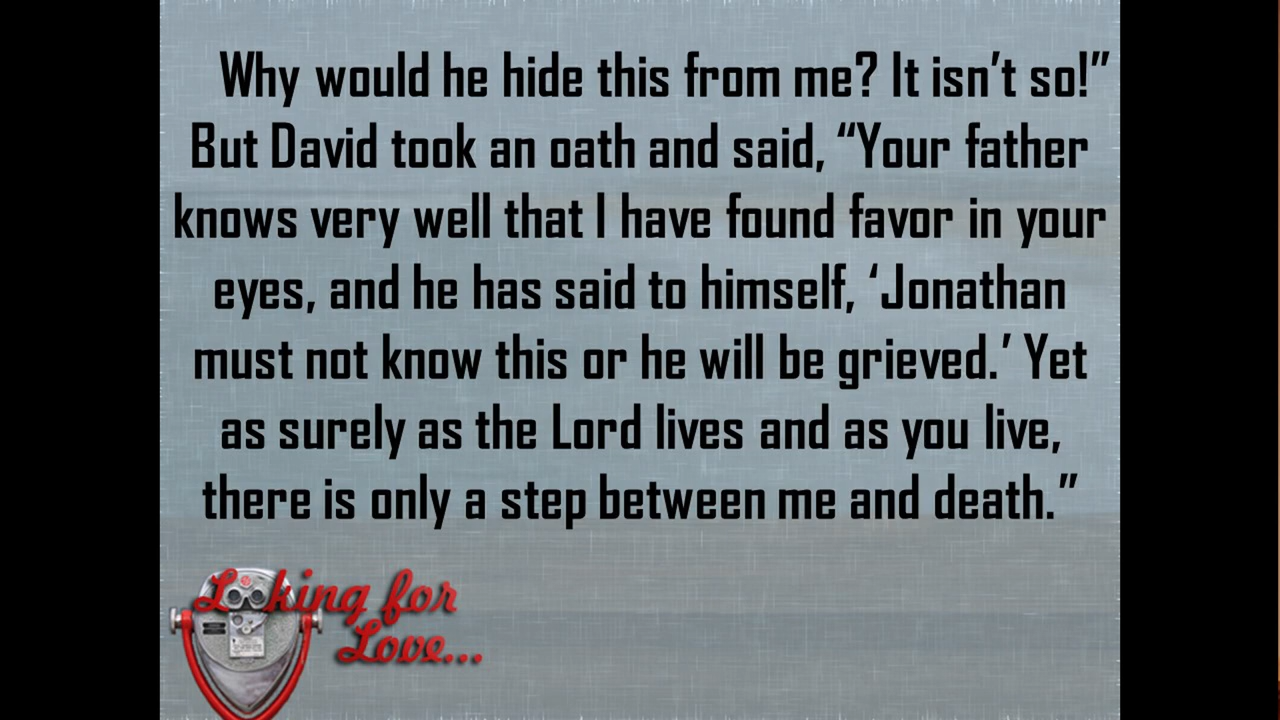 Why would he hide this from me? It isn’t so!”
But David took an oath and said, “Your father
knows very well that I have found favor in your
eyes, and he has said to himself, ‘Jonathan
must not know this or he will be grieved.’ Yet
as surely as the Lord lives and as you live,
there is only a step between me and death.”
Looking for
Love...